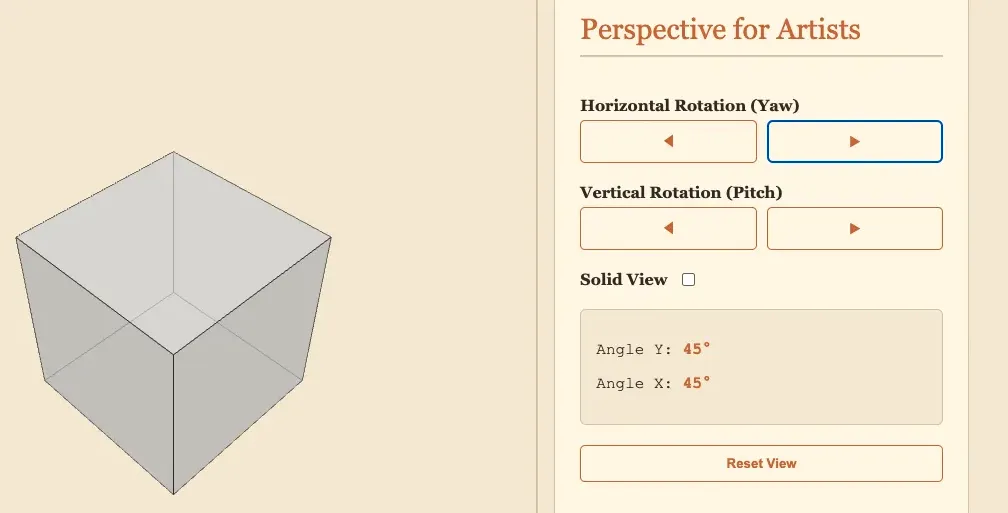 Perspective for Artists
Horizontal Rotation (Yaw)
◀ ▶
Vertical Rotation (Pitch)
◀ ▶
Solid View
Angle Y: 45°
Angle X: 45°
Reset View